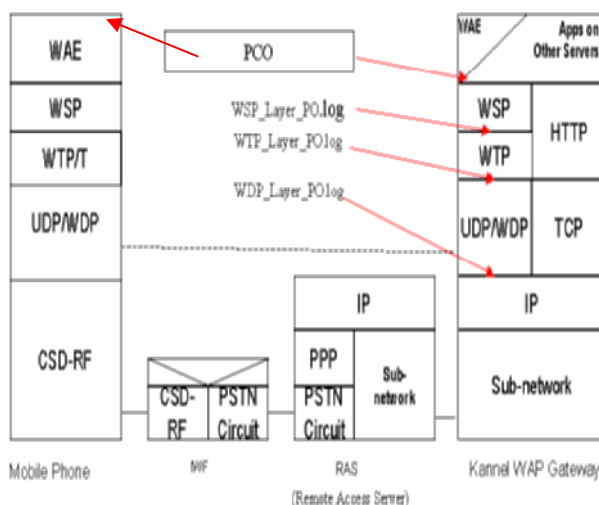 WAE
WSP
WTP/T
UDP/WDP
CSD-RF
Mobile Phone
PCO
WSP_Layer_PO.log
WTP_Layer_PO.log
WDP_Layer_PO.log
CSD-
RF
PSTN
Circuit
IWF
IP
PPP
PSTN
Circuit
Sub-
network
RAS
(Remote Access Server)
WAE
Apps on
Other Servers
WSP
WTP
HTTP
UDP/WDP
TCP
IP
Sub-network
Kannel WAP Gateway